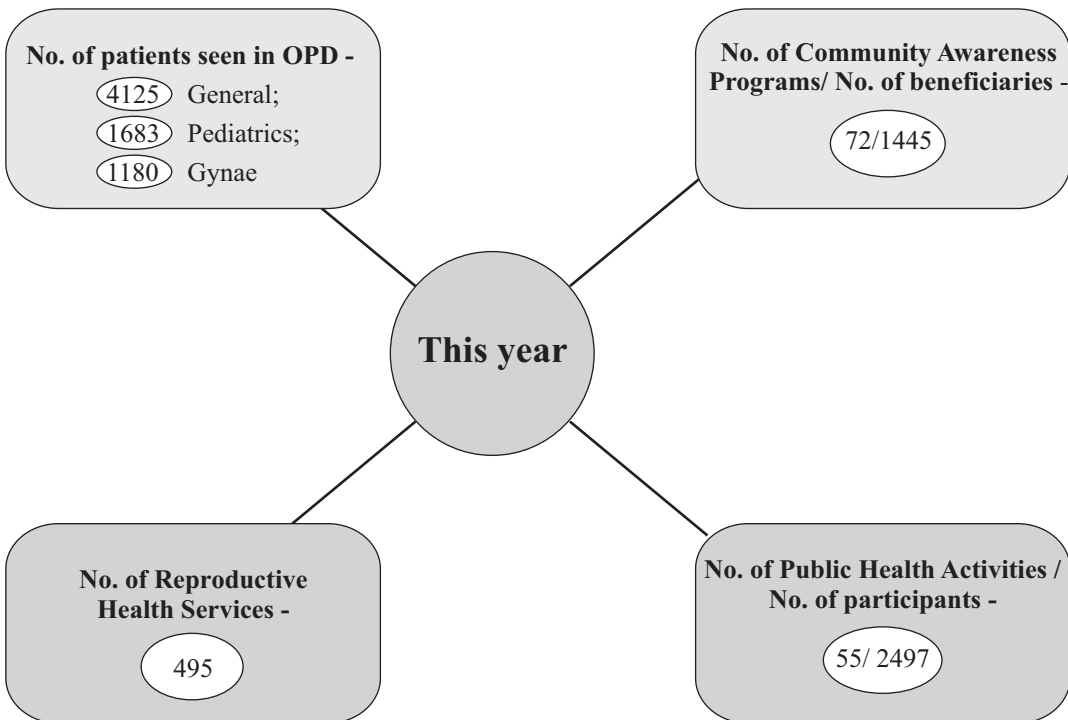 No. of patients seen in OPD -
4125 General;
1683 Pediatrics;
1180 Gynae
No. of Community Awareness
Programs/ No. of beneficiaries -
72/1445
This year
No. of Reproductive
Health Services -
495
No. of Public Health Activities /
No. of participants -
55/ 2497